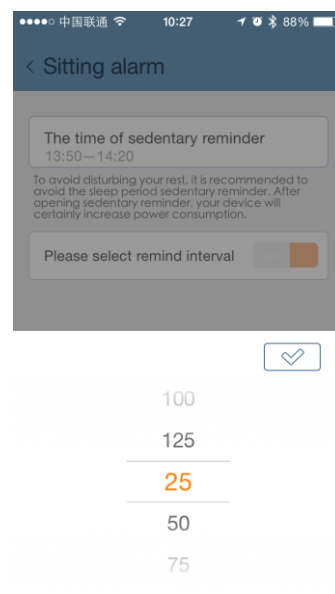 中国联通 10:27 88%
< Sitting alarm
The time of sedentary reminder
13:50—14:20
To avoid disturbing your rest, it is recommended to
avoid the sleep period sedentary reminder. After
opening sedentary reminder, your device will
certainly increase power consumption.
Please select remind interval
100
125
25
50
75